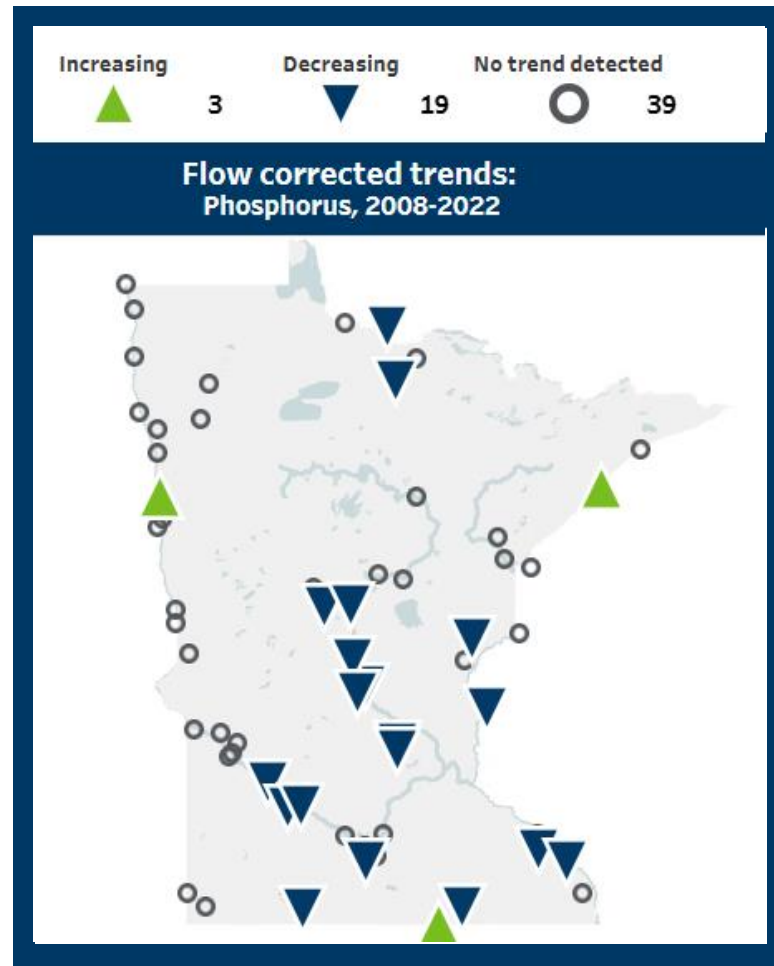 Increasing Decreasing No trend detected
3 19 39
Flow corrected trends:
Phosphorus, 2008-2022